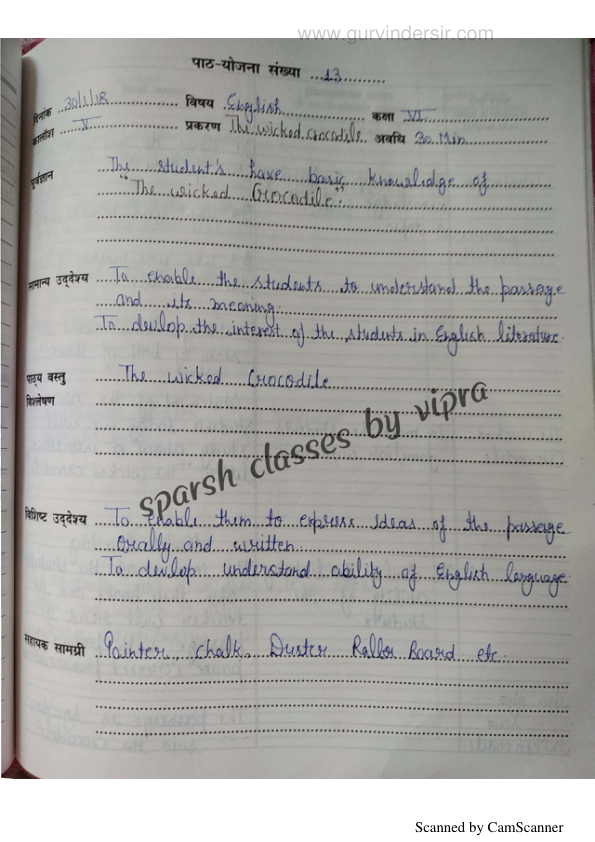 www.gurvindersir.com
पाठ-योजना संख्या ...13..........
दिनांक 30/1/18 विषय English कक्षा VI
कालांश V प्रकरण The wicked crocodile अवधि 30 Min
पूर्वज्ञान The student's have basic knowledge of
"The wicked Crocodile".
सामान्य उद्देश्य To enable the students to understand the passage
and its meaning.
To devlop the interest of the students in English literature.
पाठ्य वस्तु The wicked Crocodile
विश्लेषण
sparsh classes by vipra
विशिष्ट उद्देश्य To enable them to express ideas of the passage
orally and written.
To devlop understand ability of English language
सहायक सामग्री Pointer, chalk, Duster Roller Board etc.
Scanned by CamScanner